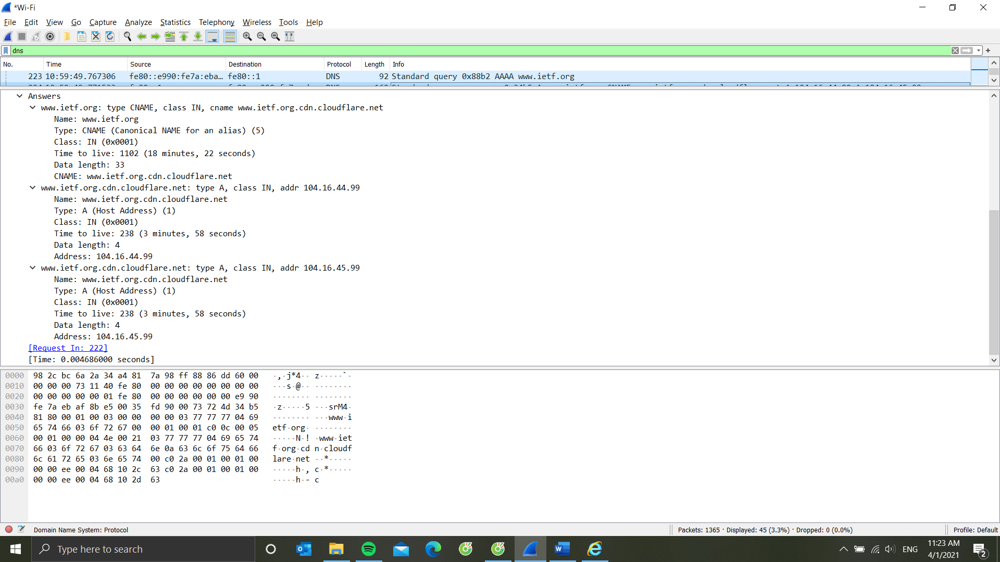 *Wi-Fi
File Edit View Go Capture Analyze Statistics Telephony Wireless Tools Help
dns
No. Time Source Destination Protocol Length Info
223 10:59:49.767306 fe80::e990:fe7a:eba… fe80::1 DNS 92 Standard query 0x88b2 AAAA www.ietf.org
Answers
www.ietf.org: type CNAME, class IN, cname www.ietf.org.cdn.cloudflare.net
Name: www.ietf.org
Type: CNAME (Canonical NAME for an alias) (5)
Class: IN (0x0001)
Time to live: 1102 (18 minutes, 22 seconds)
Data length: 33
CNAME: www.ietf.org.cdn.cloudflare.net
www.ietf.org.cdn.cloudflare.net: type A, class IN, addr 104.16.44.99
Name: www.ietf.org.cdn.cloudflare.net
Type: A (Host Address) (1)
Class: IN (0x0001)
Time to live: 238 (3 minutes, 58 seconds)
Data length: 4
Address: 104.16.44.99
www.ietf.org.cdn.cloudflare.net: type A, class IN, addr 104.16.45.99
Name: www.ietf.org.cdn.cloudflare.net
Type: A (Host Address) (1)
Class: IN (0x0001)
Time to live: 238 (3 minutes, 58 seconds)
Data length: 4
Address: 104.16.45.99
[Request In: 222]
[Time: 0.004686000 seconds]
0000 98 2c bc 6a 2a 34 a4 81 7a 98 ff 88 86 dd 60 00 ·,·j*4·· z·····`·
0010 00 00 00 73 11 40 fe 80 00 00 00 00 00 00 00 00 ···s·@·· ········
0020 00 00 00 00 00 01 fe 80 00 00 00 00 00 00 e9 90 ········ ········
0030 fe 7a eb af 8b e5 00 35 fd 90 00 73 72 4d 34 b5 ·z·····5 ···srM4·
0040 81 80 00 01 00 03 00 00 00 00 03 77 77 77 04 69 ········ ···www·i
0050 65 74 66 03 6f 72 67 00 00 01 00 01 c0 0c 00 05 etf·org· ········
0060 00 01 00 00 04 4e 00 21 03 77 77 77 04 69 65 74 ·····N·! ·www·iet
0070 66 03 6f 72 67 03 63 64 6e 0a 63 6c 6f 75 64 66 f·org·cd n·cloudf
0080 6c 61 72 65 03 6e 65 74 00 c0 2a 00 01 00 01 00 lare·net ··*·····
0090 00 00 ee 00 04 68 10 2c 63 c0 2a 00 01 00 01 00 ·····h·, c·*·····
00a0 00 00 ee 00 04 68 10 2d 63 ·····h·- c
Domain Name System: Protocol Packets: 1365 · Displayed: 45 (3.3%) · Dropped: 0 (0.0%) Profile: Default
Type here to search ENG 11:23 AM
4/1/2021 2